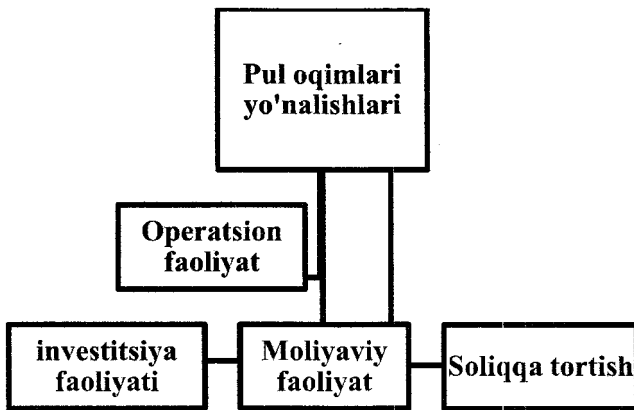 Pul oqimlari
yo'nalishlari
Operatsion
faoliyat
investitsiya
faoliyati
Moliyaviy
faoliyat
Soliqqa tortish